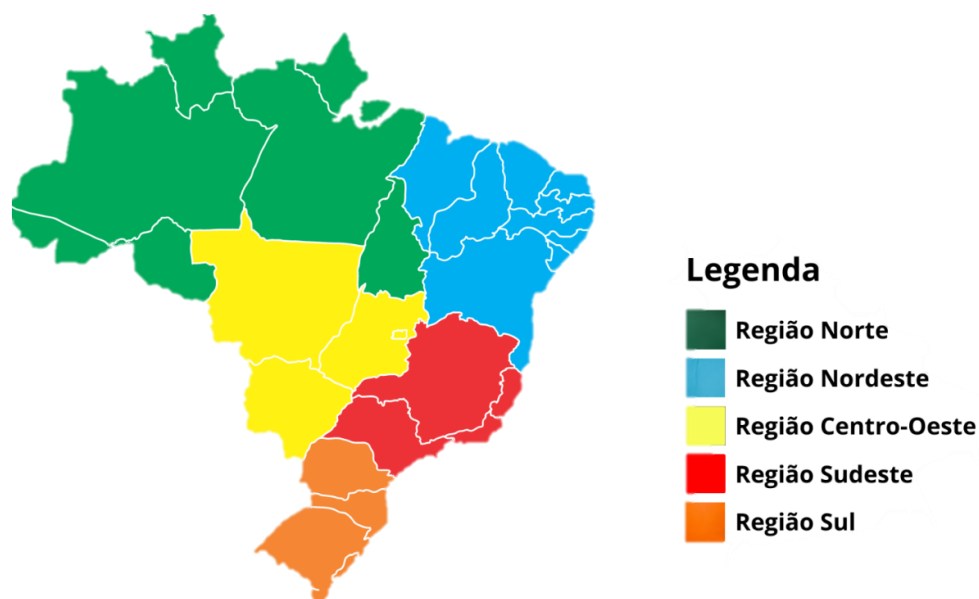 Legenda
Região Norte
Região Nordeste
Região Centro-Oeste
Região Sudeste
Região Sul